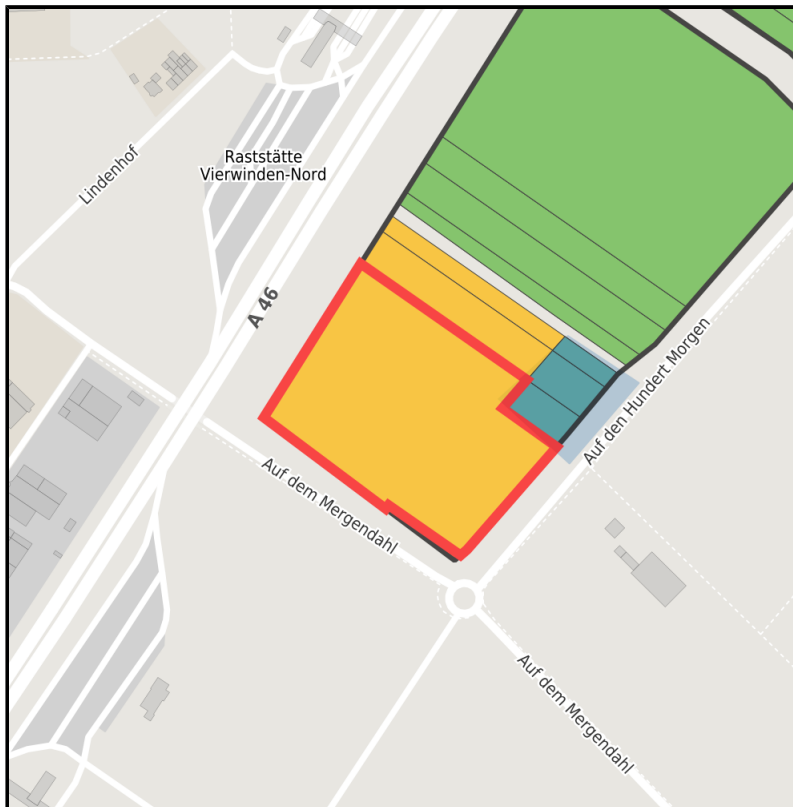 Lindenhof
Raststätte
Vierwinden-Nord
A 46
Auf den Hundert Morgen
Auf dem Mergendahl
Auf dem Mergendahl